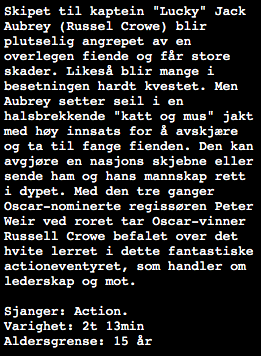 Skipet til kaptein "Lucky" Jack
Aubrey (Russel Crowe) blir
plutselig angrepet av en
overlegen fiende og får store
skader. Likeså blir mange i
besetningen hardt kvestet. Men
Aubrey setter seil i en
halsbrekkende "katt og mus" jakt
med høy innsats for å avskjære
og ta til fange fienden. Den kan
avgjøre en nasjons skjebne eller
sende ham og hans mannskap rett
i dypet. Med den tre ganger
Oscar-nominerte regissøren Peter
Weir ved roret tar Oscar-vinner
Russell Crowe befalet over det
hvite lerret i dette fantastiske
actioneventyret, som handler om
lederskap og mot.

Sjanger: Action.
Varighet: 2t 13min
Aldersgrense: 15 år